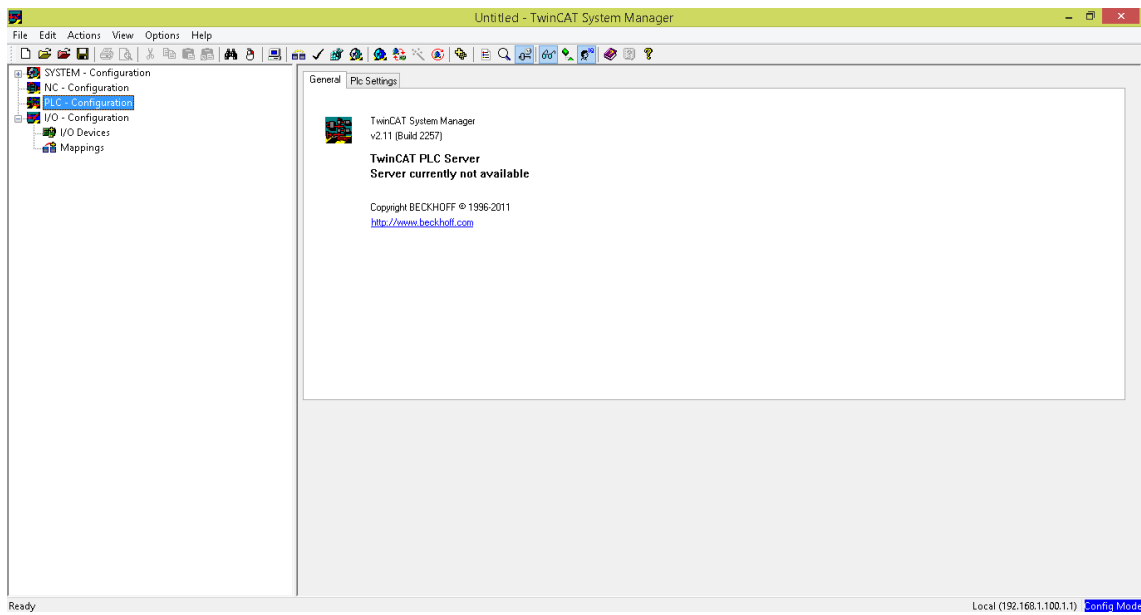 Untitled - TwinCAT System Manager
File Edit Actions View Options Help
SYSTEM - Configuration
NC - Configuration
PLC - Configuration
I/O - Configuration
I/O Devices
Mappings
General Plc Settings
TwinCAT System Manager
v2.11 (Build 2257)
TwinCAT PLC Server
Server currently not available
Copyright BECKHOFF © 1996-2011
http://www.beckhoff.com
Ready Local (192.168.1.100.1.1) Config Mode